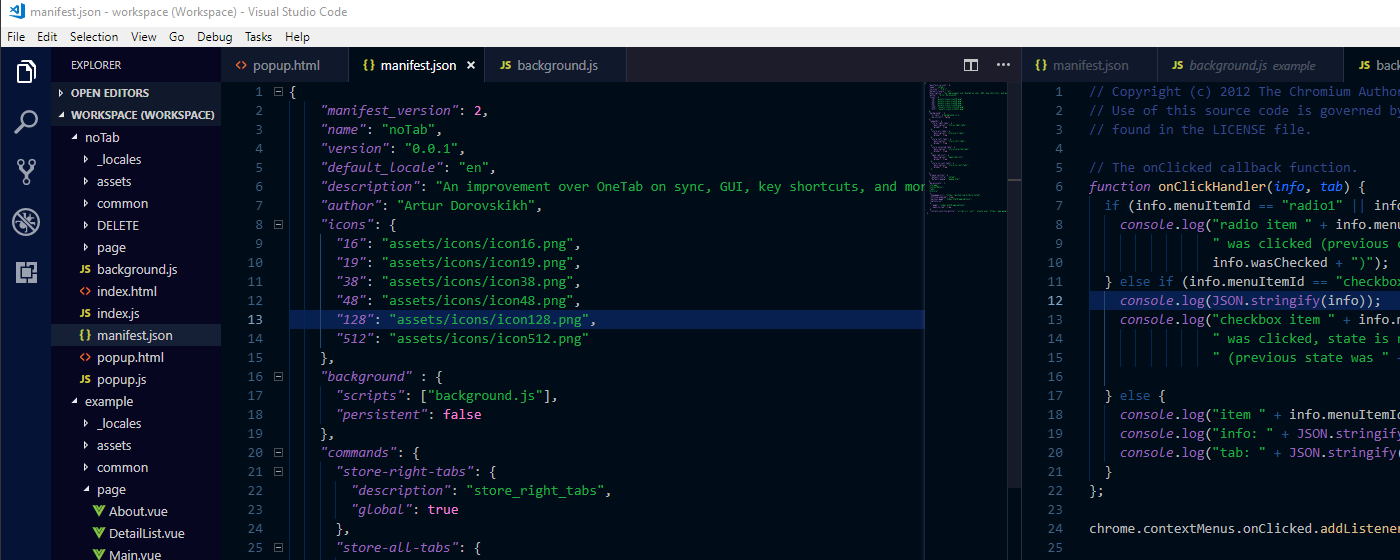 manifest.json - workspace (Workspace) - Visual Studio Code
File Edit Selection View Go Debug Tasks Help
EXPLORER
OPEN EDITORS
WORKSPACE (WORKSPACE)
noTab
_locales
assets
common
DELETE
page
JS background.js
<> index.html
JS index.js
{ } manifest.json
<> popup.html
JS popup.js
example
_locales
assets
common
page
About.vue
DetailList.vue
Main.vue
<> popup.html { } manifest.json × JS background.js
1 {
2 "manifest_version": 2,
3 "name": "noTab",
4 "version": "0.0.1",
5 "default_locale": "en",
6 "description": "An improvement over OneTab on sync, GUI, key shortcuts, and mor
7 "author": "Artur Dorovskikh",
8 "icons": {
9 "16": "assets/icons/icon16.png",
10 "19": "assets/icons/icon19.png",
11 "38": "assets/icons/icon38.png",
12 "48": "assets/icons/icon48.png",
13 "128": "assets/icons/icon128.png",
14 "512": "assets/icons/icon512.png"
15 },
16 "background" : {
17 "scripts": ["background.js"],
18 "persistent": false
19 },
20 "commands": {
21 "store-right-tabs": {
22 "description": "store_right_tabs",
23 "global": true
24 },
25 "store-all-tabs": {
{ } manifest.json JS background.js example JS bac
1 // Copyright (c) 2012 The Chromium Autho
2 // Use of this source code is governed by
3 // found in the LICENSE file.
4
5 // The onClicked callback function.
6 function onClickHandler(info, tab) {
7 if (info.menuItemId == "radio1" || info
8 console.log("radio item " + info.menu
9 " was clicked (previous c
10 info.wasChecked + ")");
11 } else if (info.menuItemId == "checkbox
12 console.log(JSON.stringify(info));
13 console.log("checkbox item " + info.m
14 " was clicked, state is n
15 " (previous state was " +
16
17 } else {
18 console.log("item " + info.menuItemId
19 console.log("info: " + JSON.stringify
20 console.log("tab: " + JSON.stringify(
21 }
22 };
23
24 chrome.contextMenus.onClicked.addListener
25